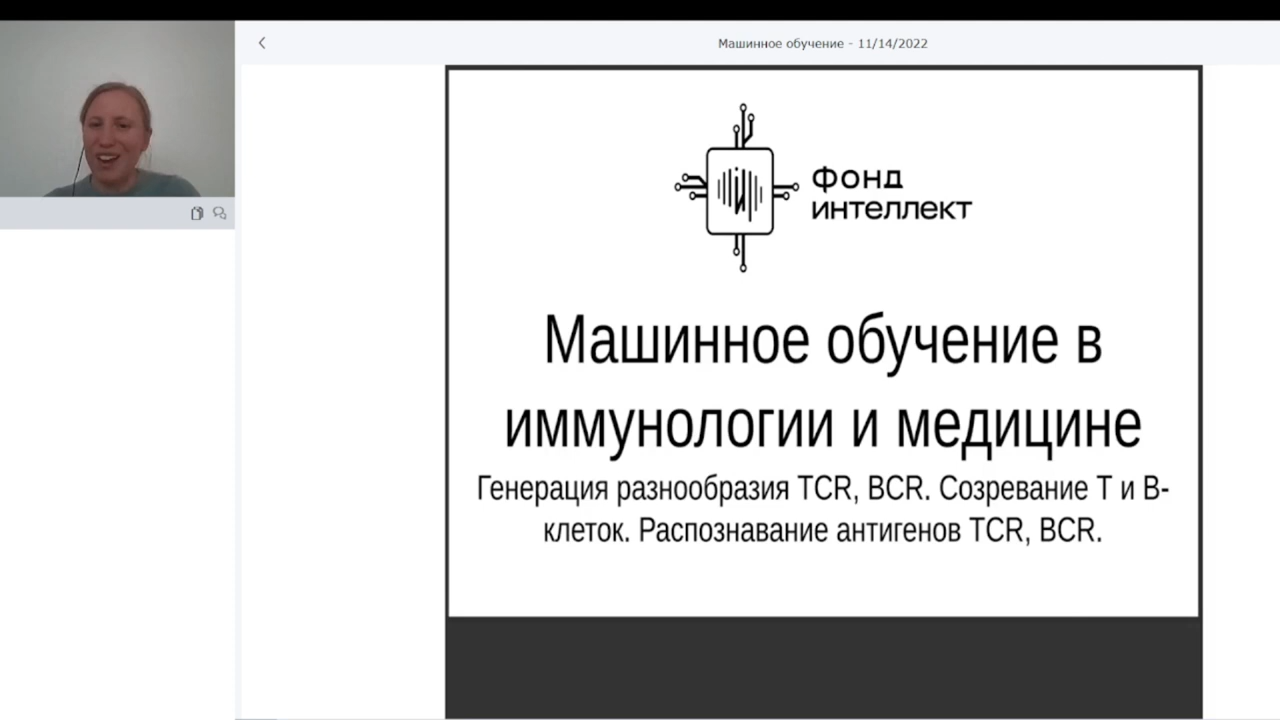 Машинное обучение - 11/14/2022
фонд
интеллект
Машинное обучение в
иммунологии и медицине
Генерация разнообразия TCR, BCR. Созревание Т и В-
клеток. Распознавание антигенов TCR, BCR.